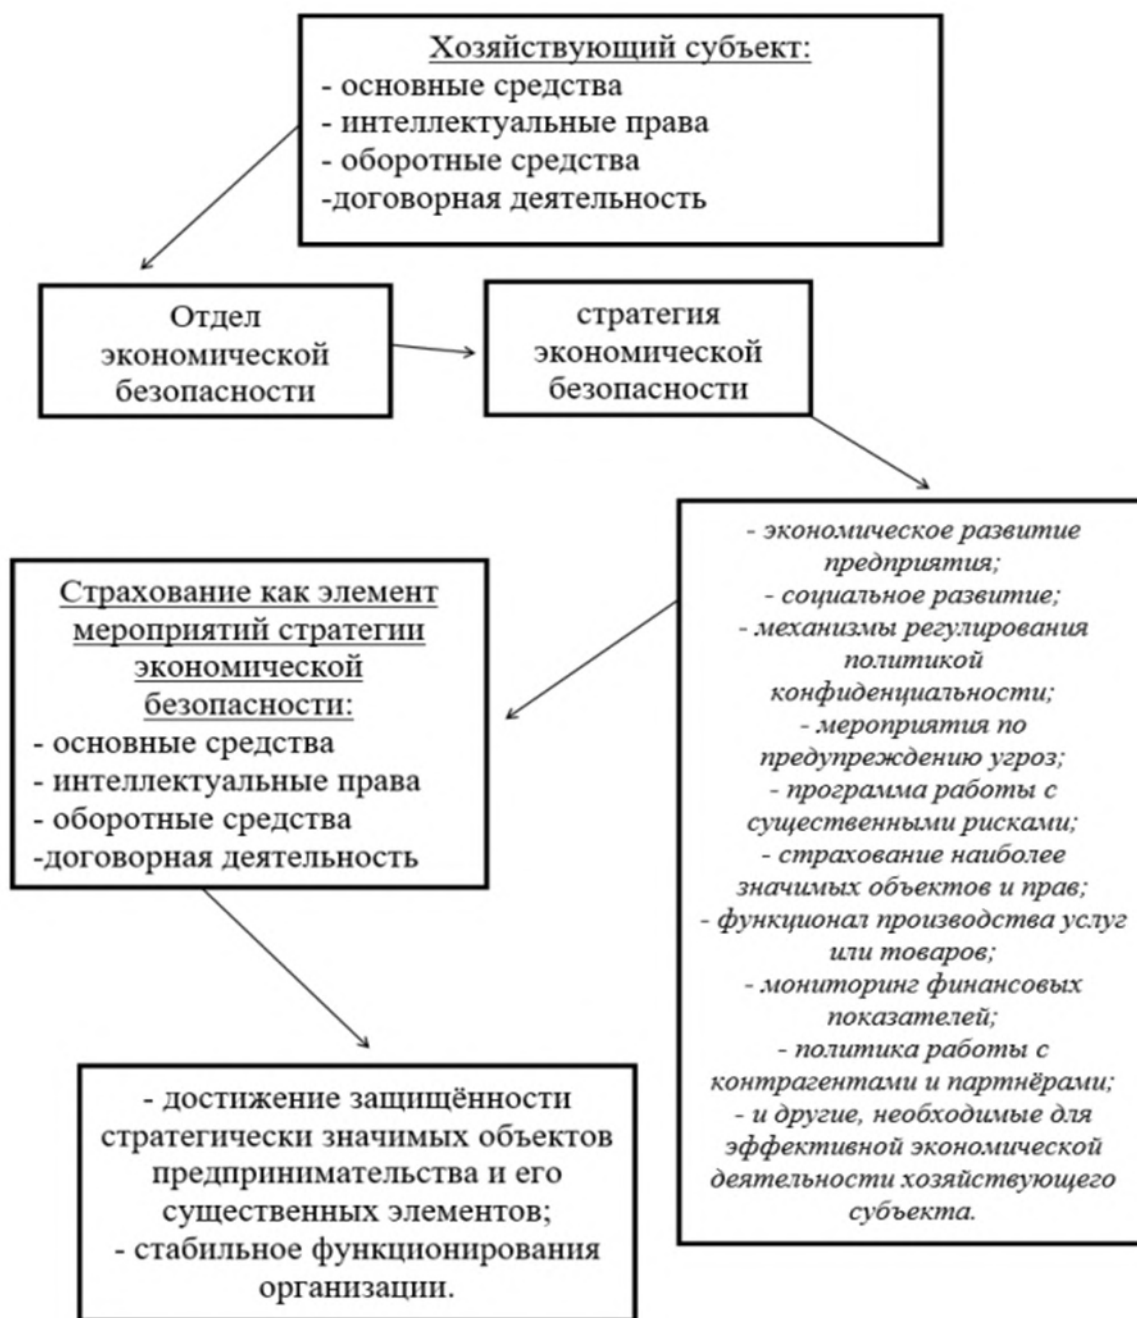 Хозяйствующий субъект:
- основные средства
- интеллектуальные права
- оборотные средства
-договорная деятельность
Отдел
экономической
безопасности
стратегия
экономической
безопасности
- экономическое развитие
предприятия;
- социальное развитие;
- механизмы регулирования
политикой
конфиденциальности;
- мероприятия по
предупреждению угроз;
- программа работы с
существенными рисками;
- страхование наиболее
значимых объектов и прав;
- функционал производства услуг
или товаров;
- мониторинг финансовых
показателей;
- политика работы с
контрагентами и партнёрами;
- и другие, необходимые для
эффективной экономической
деятельности хозяйствующего
субъекта.
Страхование как элемент
мероприятий стратегии
экономической
безопасности:
- основные средства
- интеллектуальные права
- оборотные средства
-договорная деятельность
- достижение защищённости
стратегически значимых объектов
предпринимательства и его
существенных элементов;
- стабильное функционирования
организации.